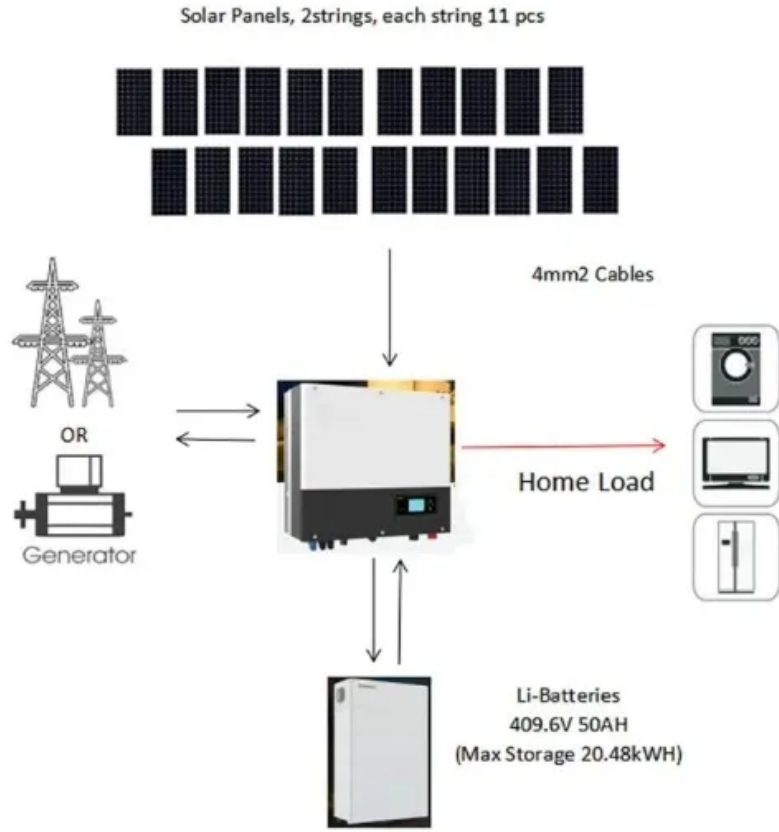 Solar Panels, 2strings, each string 11 pcs
4mm2 Cables
OR
Generator
Home Load
Li-Batteries
409.6V 50AH
(Max Storage 20.48kWH)